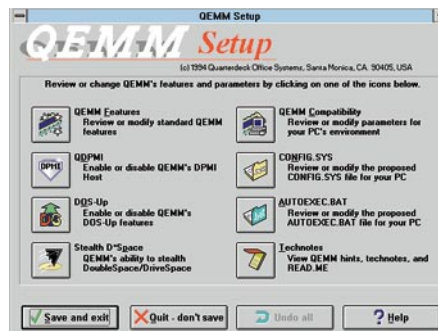 QEMM Setup
QEMM Setup
(c) 1994 Quarterdeck Office Systems, Santa Monica, CA. 90405, USA
Review or change QEMM's features and parameters by clicking on one of the icons below.
QEMM Features
Review or modify standard QEMM
features
QEMM Compatibility
Review or modify parameters for
your PC's environment
DPMI
QDPMI
Enable or disable QEMM's DPMI
Host
CONFIG.SYS
Review or modify the proposed
CONFIG.SYS file for your PC
DOS-Up
Enable or disable QEMM's
DOS-Up features
AUTOEXEC.BAT
Review or modify the proposed
AUTOEXEC.BAT file for your PC
Stealth D*Space
QEMM's ability to stealth
DoubleSpace/DriveSpace
Technotes
View QEMM hints, technotes, and
READ.ME
Save and exit
Quit - don't save
Undo all
? Help